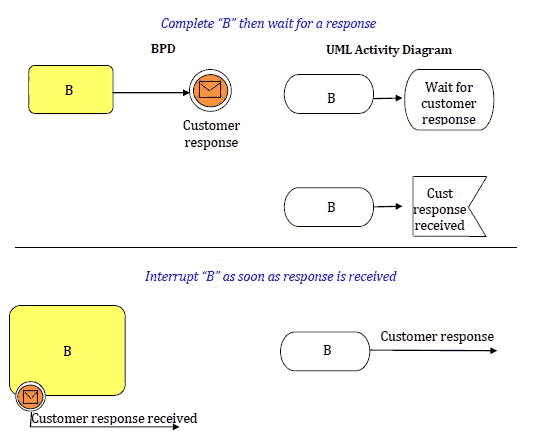 Complete “B” then wait for a response
BPD
UML Activity Diagram
B
Customer
response
B
Wait for
customer
response
B
Cust
response
received
Interrupt “B” as soon as response is received
B
Customer response received
B
Customer response